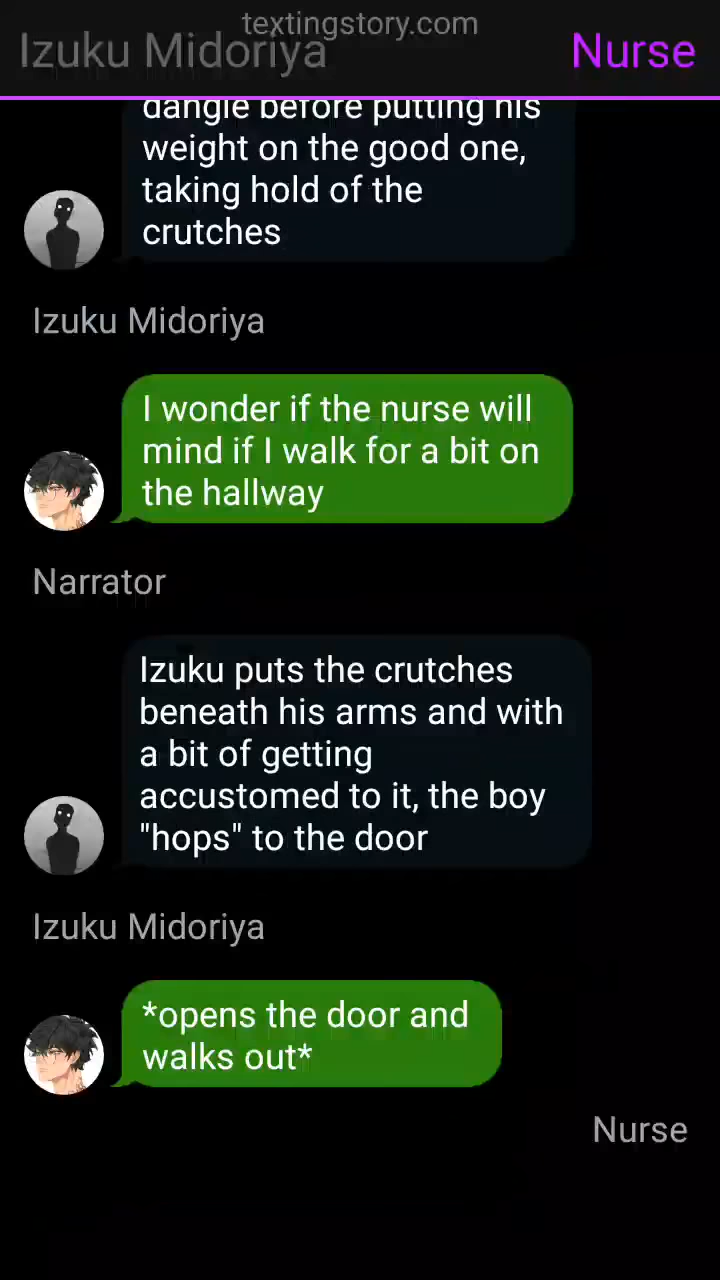 textingstory.com
Izuku Midoriya
Nurse
dangle before putting his
weight on the good one,
taking hold of the
crutches
Izuku Midoriya
I wonder if the nurse will
mind if I walk for a bit on
the hallway
Narrator
Izuku puts the crutches
beneath his arms and with
a bit of getting
accustomed to it, the boy
"hops" to the door
Izuku Midoriya
*opens the door and
walks out*
Nurse